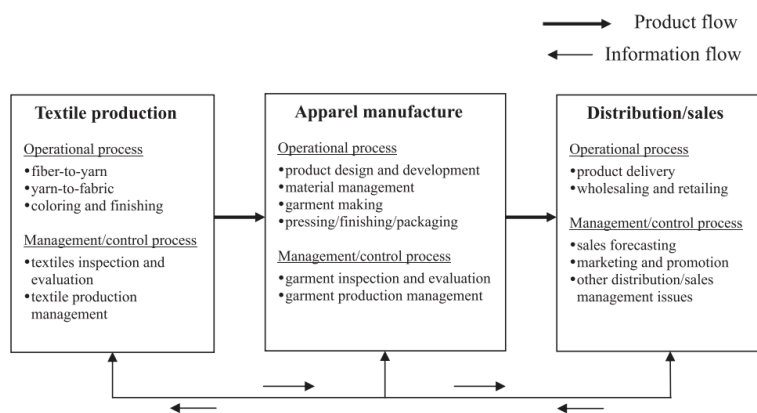 Product flow
Information flow
Textile production
Operational process
•fiber-to-yarn
•yarn-to-fabric
•coloring and finishing
Management/control process
•textiles inspection and
evaluation
•textile production
management
Apparel manufacture
Operational process
•product design and development
•material management
•garment making
•pressing/finishing/packaging
Management/control process
•garment inspection and evaluation
•garment production management
Distribution/sales
Operational process
•product delivery
•wholesaling and retailing
Management/control process
•sales forecasting
•marketing and promotion
•other distribution/sales
management issues